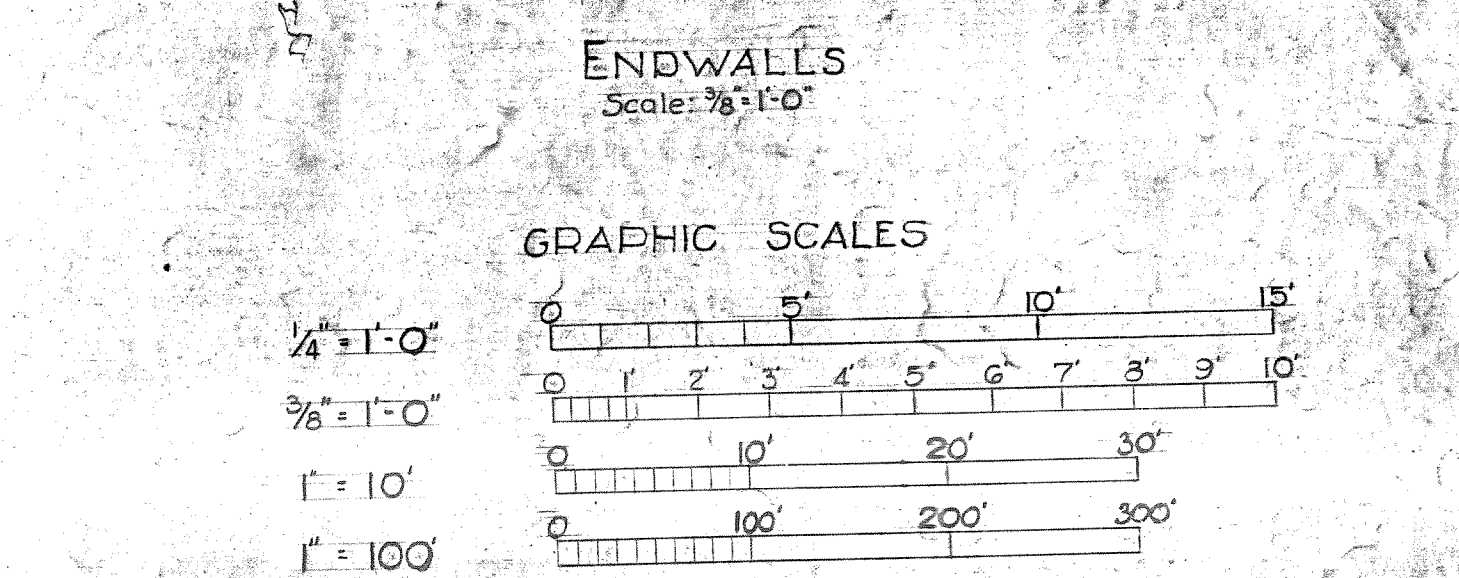 ENDWALLS
Scale: 3/8" = 1'-0"
GRAPHIC SCALES
1/4" = 1'-0"
0 5' 10' 15'
3/8" = 1'-0"
0 1' 2' 3' 4' 5' 6' 7' 8' 9' 10'
1" = 10'
0 10' 20' 30'
1" = 100'
0 100' 200' 300'